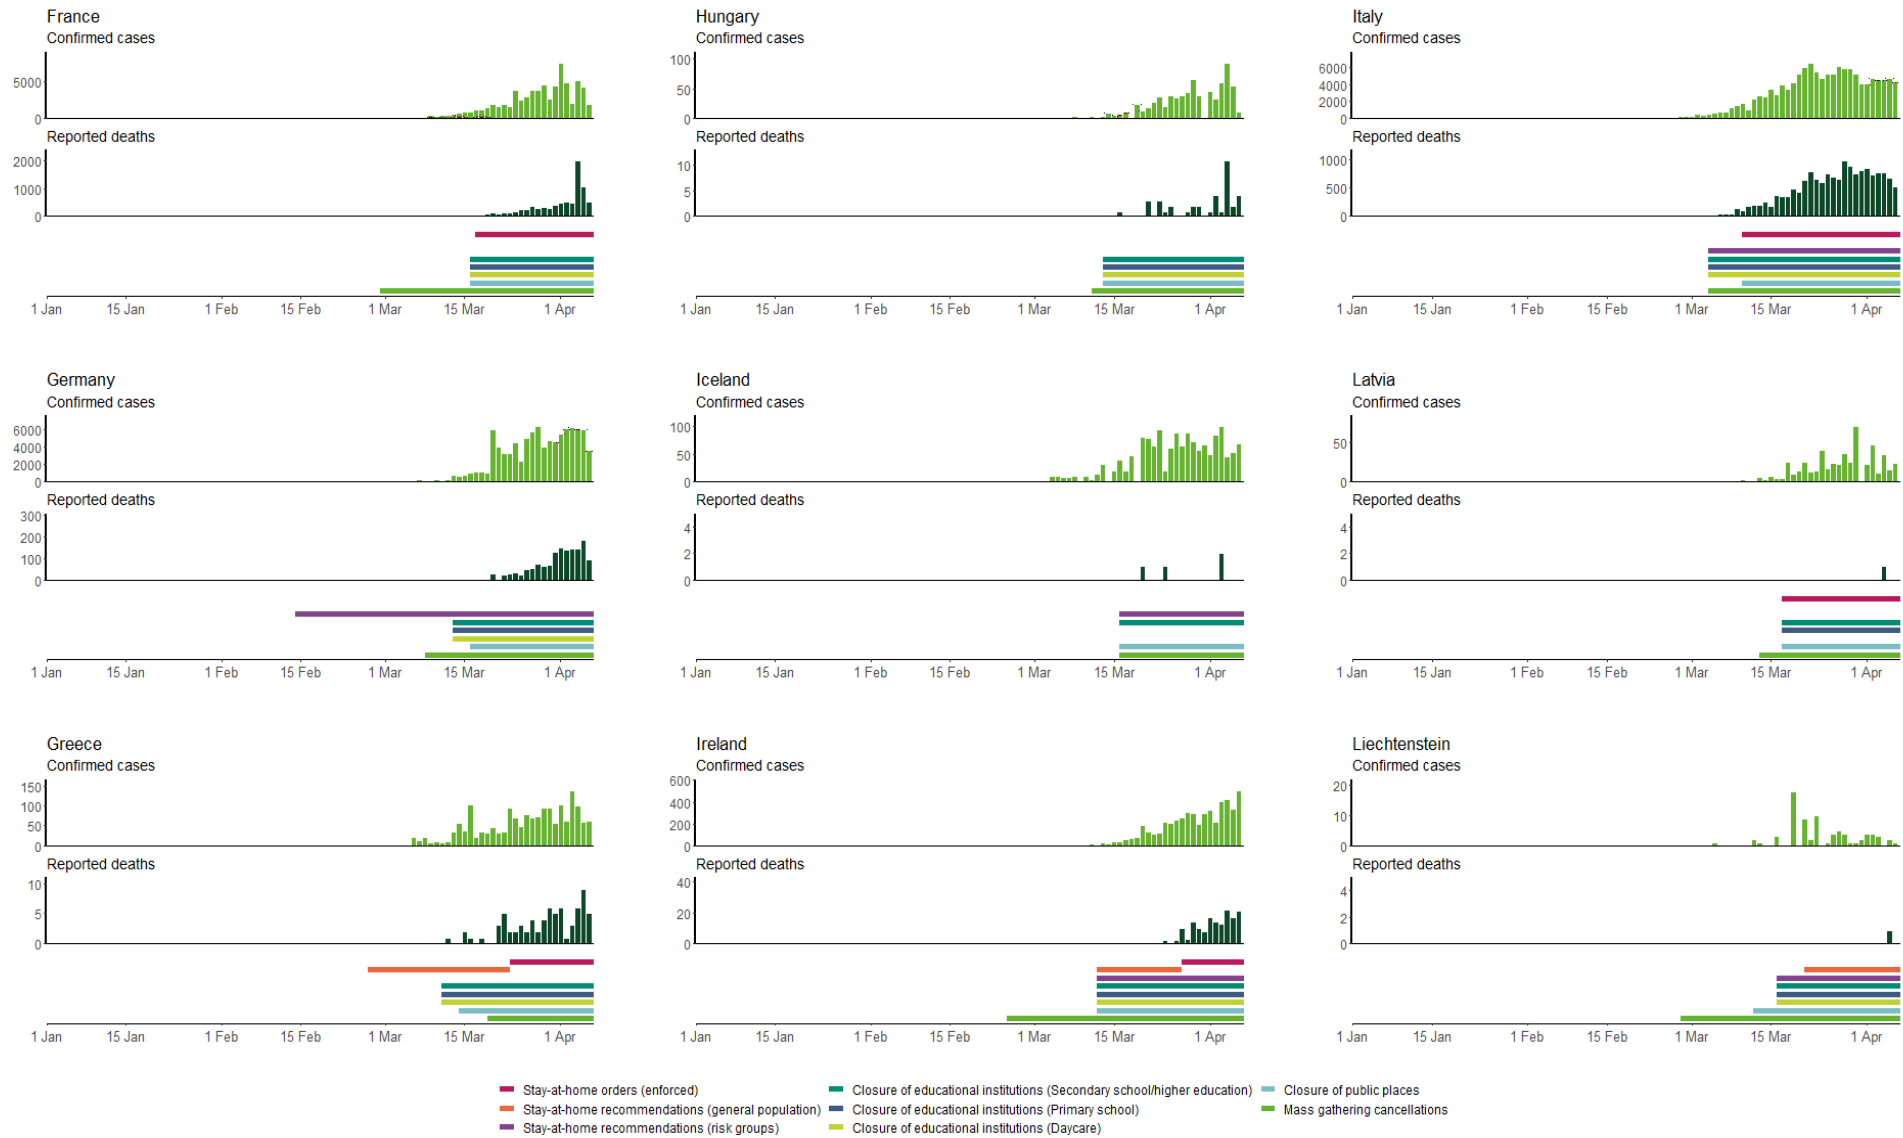 France
Confirmed cases
5000
0
Reported deaths
2000
1000
0
1 Jan 15 Jan 1 Feb 15 Feb 1 Mar 15 Mar 1 Apr
Hungary
Confirmed cases
100
50
0
Reported deaths
10
5
0
1 Jan 15 Jan 1 Feb 15 Feb 1 Mar 15 Mar 1 Apr
Italy
Confirmed cases
6000
4000
2000
0
Reported deaths
1000
500
0
1 Jan 15 Jan 1 Feb 15 Feb 1 Mar 15 Mar 1 Apr
Germany
Confirmed cases
6000
4000
2000
0
Reported deaths
300
200
100
0
1 Jan 15 Jan 1 Feb 15 Feb 1 Mar 15 Mar 1 Apr
Iceland
Confirmed cases
100
50
0
Reported deaths
4
2
0
1 Jan 15 Jan 1 Feb 15 Feb 1 Mar 15 Mar 1 Apr
Latvia
Confirmed cases
50
0
Reported deaths
4
2
0
1 Jan 15 Jan 1 Feb 15 Feb 1 Mar 15 Mar 1 Apr
Greece
Confirmed cases
150
100
50
0
Reported deaths
10
5
0
1 Jan 15 Jan 1 Feb 15 Feb 1 Mar 15 Mar 1 Apr
Ireland
Confirmed cases
600
400
200
0
Reported deaths
40
20
0
1 Jan 15 Jan 1 Feb 15 Feb 1 Mar 15 Mar 1 Apr
Liechtenstein
Confirmed cases
20
10
0
Reported deaths
4
2
0
1 Jan 15 Jan 1 Feb 15 Feb 1 Mar 15 Mar 1 Apr
Stay-at-home orders (enforced)
Stay-at-home recommendations (general population)
Stay-at-home recommendations (risk groups)
Closure of educational institutions (Secondary school/higher education)
Closure of educational institutions (Primary school)
Closure of educational institutions (Daycare)
Closure of public places
Mass gathering cancellations